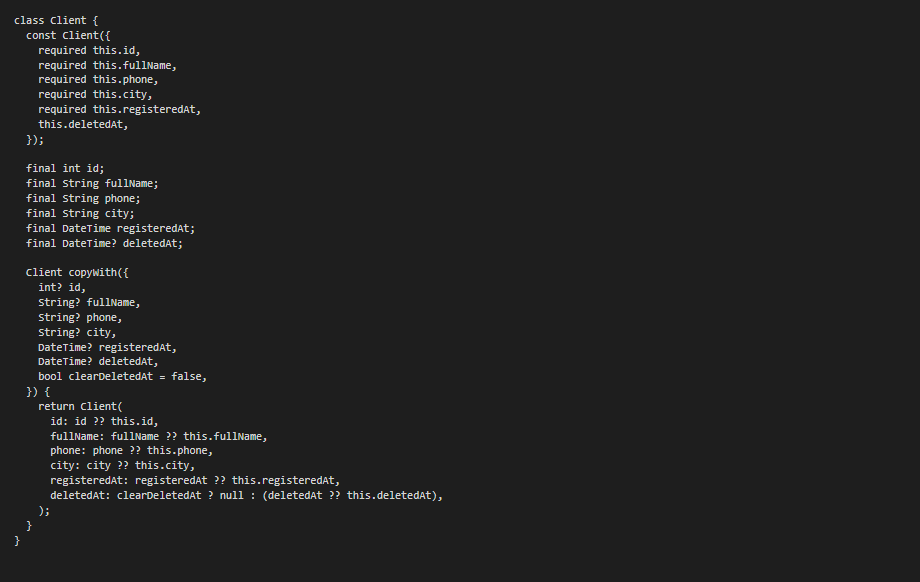 class Client {
  const Client({
    required this.id,
    required this.fullName,
    required this.phone,
    required this.city,
    required this.registeredAt,
    this.deletedAt,
  });

  final int id;
  final String fullName;
  final String phone;
  final String city;
  final DateTime registeredAt;
  final DateTime? deletedAt;

  Client copyWith({
    int? id,
    String? fullName,
    String? phone,
    String? city,
    DateTime? registeredAt,
    DateTime? deletedAt,
    bool clearDeletedAt = false,
  }) {
    return Client(
      id: id ?? this.id,
      fullName: fullName ?? this.fullName,
      phone: phone ?? this.phone,
      city: city ?? this.city,
      registeredAt: registeredAt ?? this.registeredAt,
      deletedAt: clearDeletedAt ? null : (deletedAt ?? this.deletedAt),
    );
  }
}